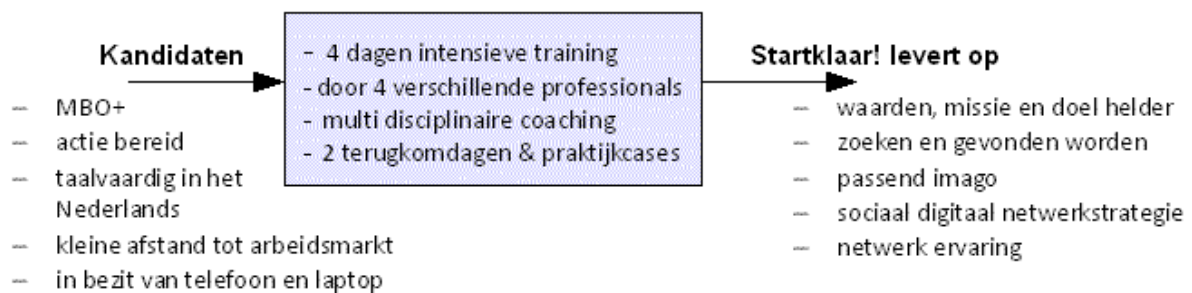 Kandidaten
– MBO+
– actie bereid
– taalvaardig in het
Nederlands
– kleine afstand tot arbeidsmarkt
– in bezit van telefoon en laptop
– 4 dagen intensieve training
- door 4 verschillende professionals
- multi disciplinaire coaching
- 2 terugkomdagen & praktijkcases
Startklaar! levert op
– waarden, missie en doel helder
– zoeken en gevonden worden
– passend imago
– sociaal digitaal netwerkstrategie
– netwerk ervaring